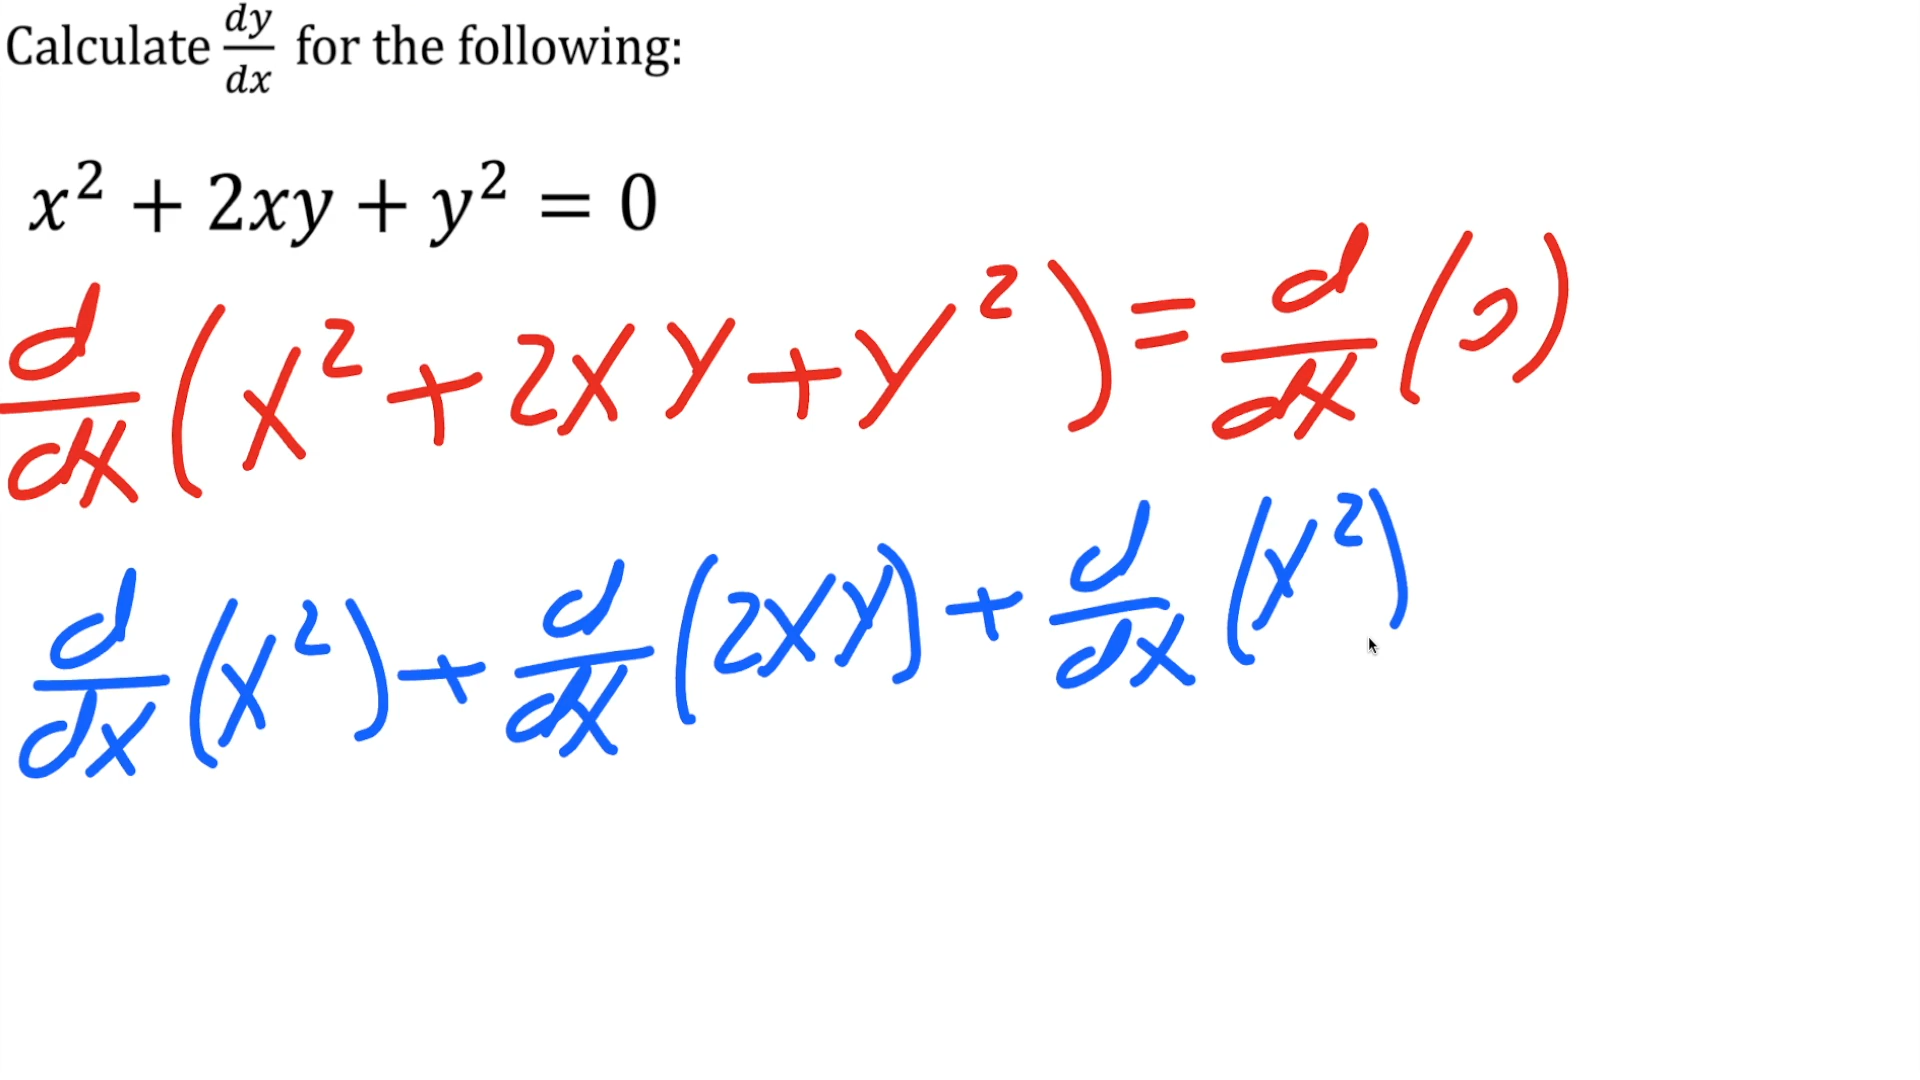 Calculate dy/dx for the following:
x² + 2xy + y² = 0
d/dx (x² + 2xy + y²) = d/dx (0)
d/dx (x²) + d/dx (2xy) + d/dx (y²)